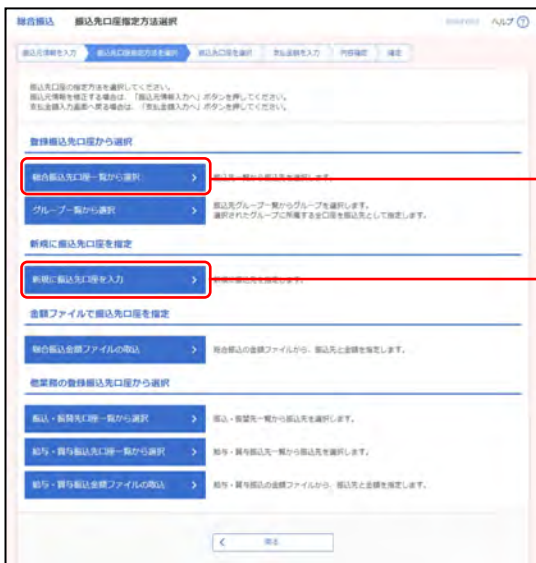 総合振込 振込先口座指定方法選択
ヘルプ ?
振込元情報を入力 振込先口座指定方法を選択 振込先口座を選択 支払金額を入力 内容確認 確定
振込先口座の指定方法を選択してください。
振込元情報を修正する場合は、「振込元情報入力へ」ボタンを押してください。
支払金額入力画面へ戻る場合は、「支払金額入力へ」ボタンを押してください。
登録振込先口座から選択
総合振込先口座一覧から選択 振込先一覧から振込先を選択します。
グループ一覧から選択 振込先グループ一覧からグループを選択します。
選択されたグループに所属する全口座を振込先として指定します。
新規に振込先口座を指定
新規に振込先口座を入力 新規に振込先を指定します。
金額ファイルで振込先口座を指定
総合振込金額ファイルの取込 総合振込の金額ファイルから、振込先と金額を指定します。
他業務の登録振込先口座から選択
振込・振替先口座一覧から選択 振込・振替先一覧から振込先を選択します。
給与・賞与振込先口座一覧から選択 給与・賞与振込先一覧から振込先を選択します。
給与・賞与振込金額ファイルの取込 給与・賞与振込の金額ファイルから、振込先と金額を指定します。
戻る